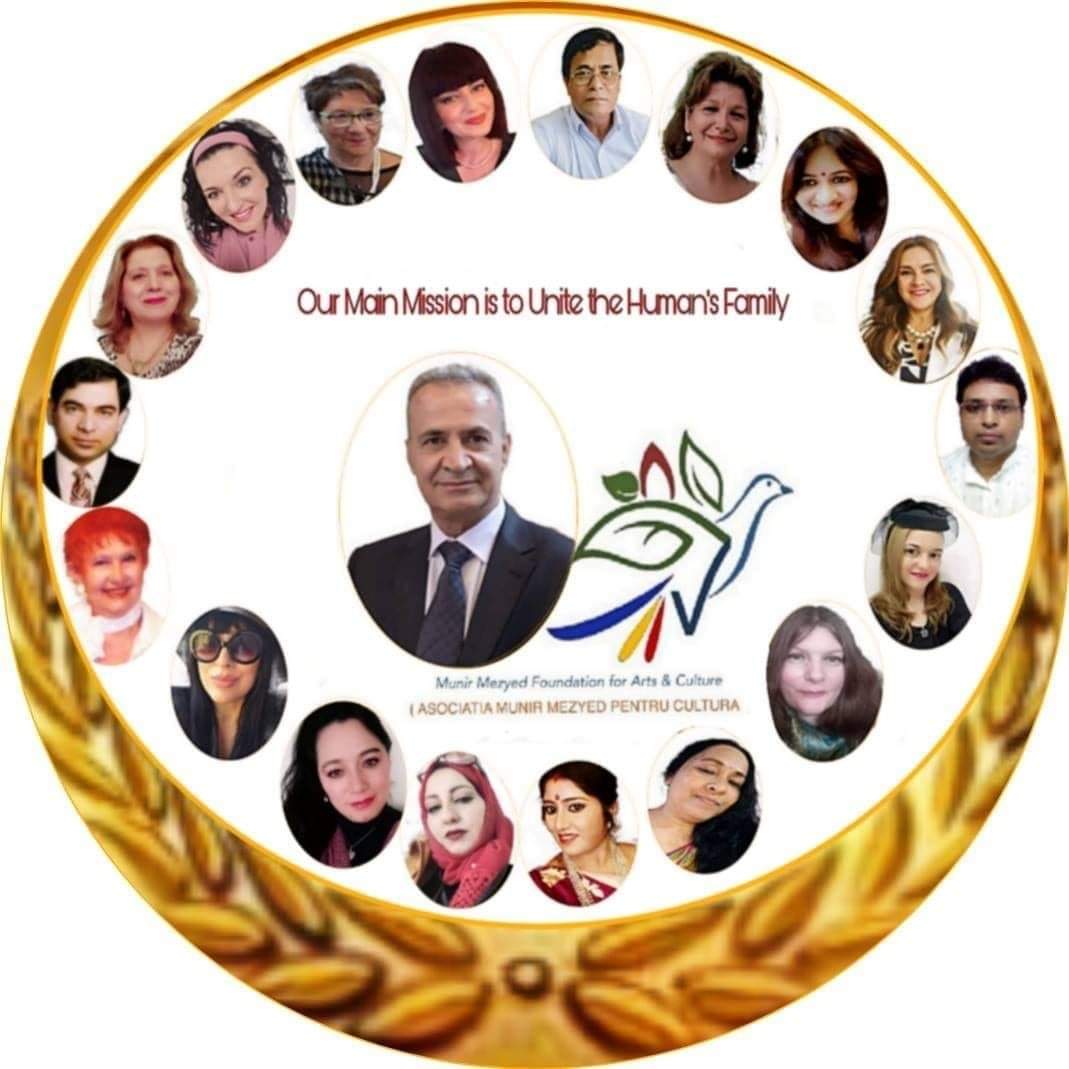 Our Main Mission is to Unite the Human's Family
Munir Mezyed Foundation for Arts & Culture
( ASOCIATIA MUNIR MEZYED PENTRU CULTURA